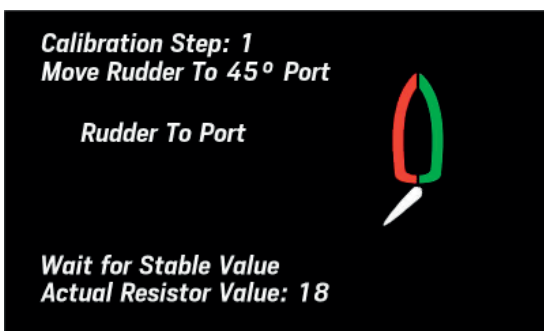 Calibration Step: 1
Move Rudder To 45º Port
Rudder To Port
Wait for Stable Value
Actual Resistor Value: 18